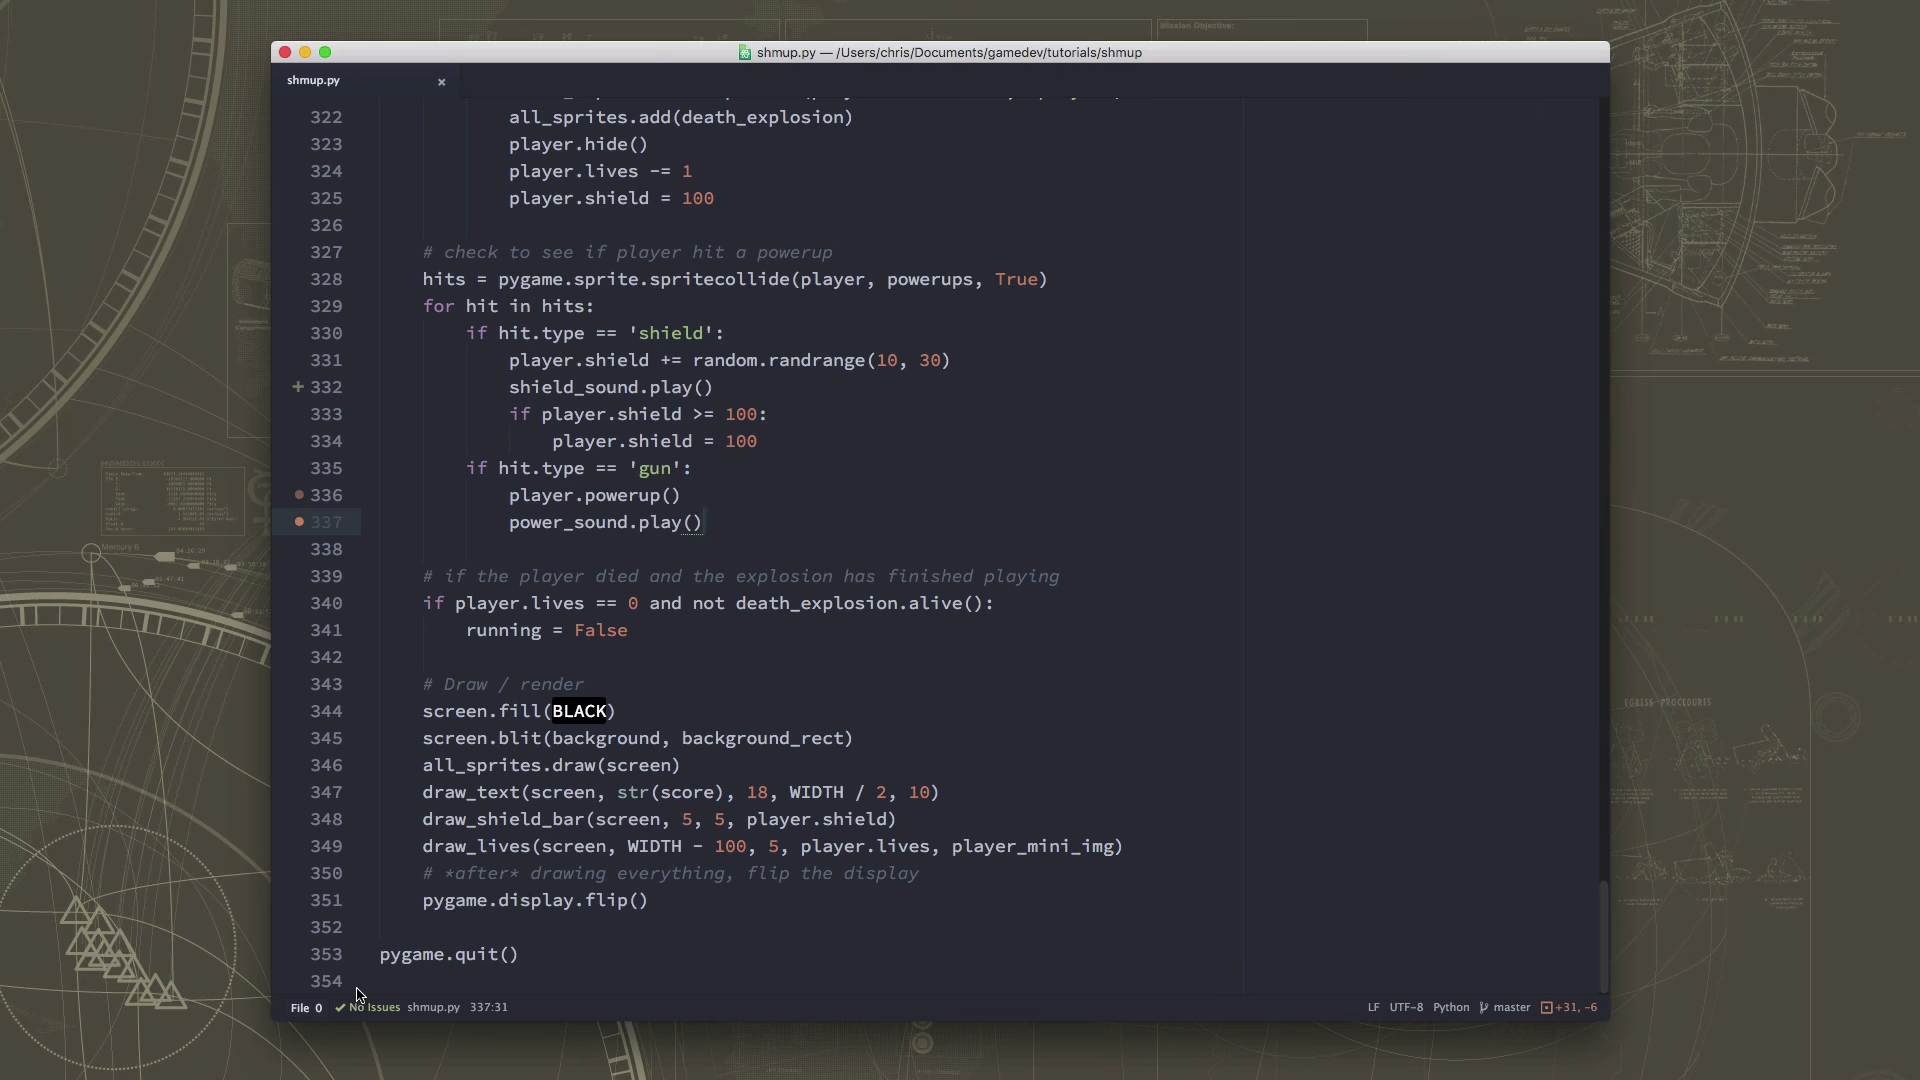 Mission Objective:
shmup.py — /Users/chris/Documents/gamedev/tutorials/shmup
shmup.py ×
322 all_sprites.add(death_explosion)
323 player.hide()
324 player.lives -= 1
325 player.shield = 100
326
327 # check to see if player hit a powerup
328 hits = pygame.sprite.spritecollide(player, powerups, True)
329 for hit in hits:
330 if hit.type == 'shield':
331 player.shield += random.randrange(10, 30)
+ 332 shield_sound.play()
333 if player.shield >= 100:
334 player.shield = 100
335 if hit.type == 'gun':
336 player.powerup()
337 power_sound.play()
338
339 # if the player died and the explosion has finished playing
340 if player.lives == 0 and not death_explosion.alive():
341 running = False
342
343 # Draw / render
344 screen.fill(BLACK)
345 screen.blit(background, background_rect)
346 all_sprites.draw(screen)
347 draw_text(screen, str(score), 18, WIDTH / 2, 10)
348 draw_shield_bar(screen, 5, 5, player.shield)
349 draw_lives(screen, WIDTH - 100, 5, player.lives, player_mini_img)
350 # *after* drawing everything, flip the display
351 pygame.display.flip()
352
353 pygame.quit()
354
File 0 No Issues shmup.py 337:31 LF UTF-8 Python master +31, -6
Mercury 6
04:20:29
EGRESS PROCEDURES